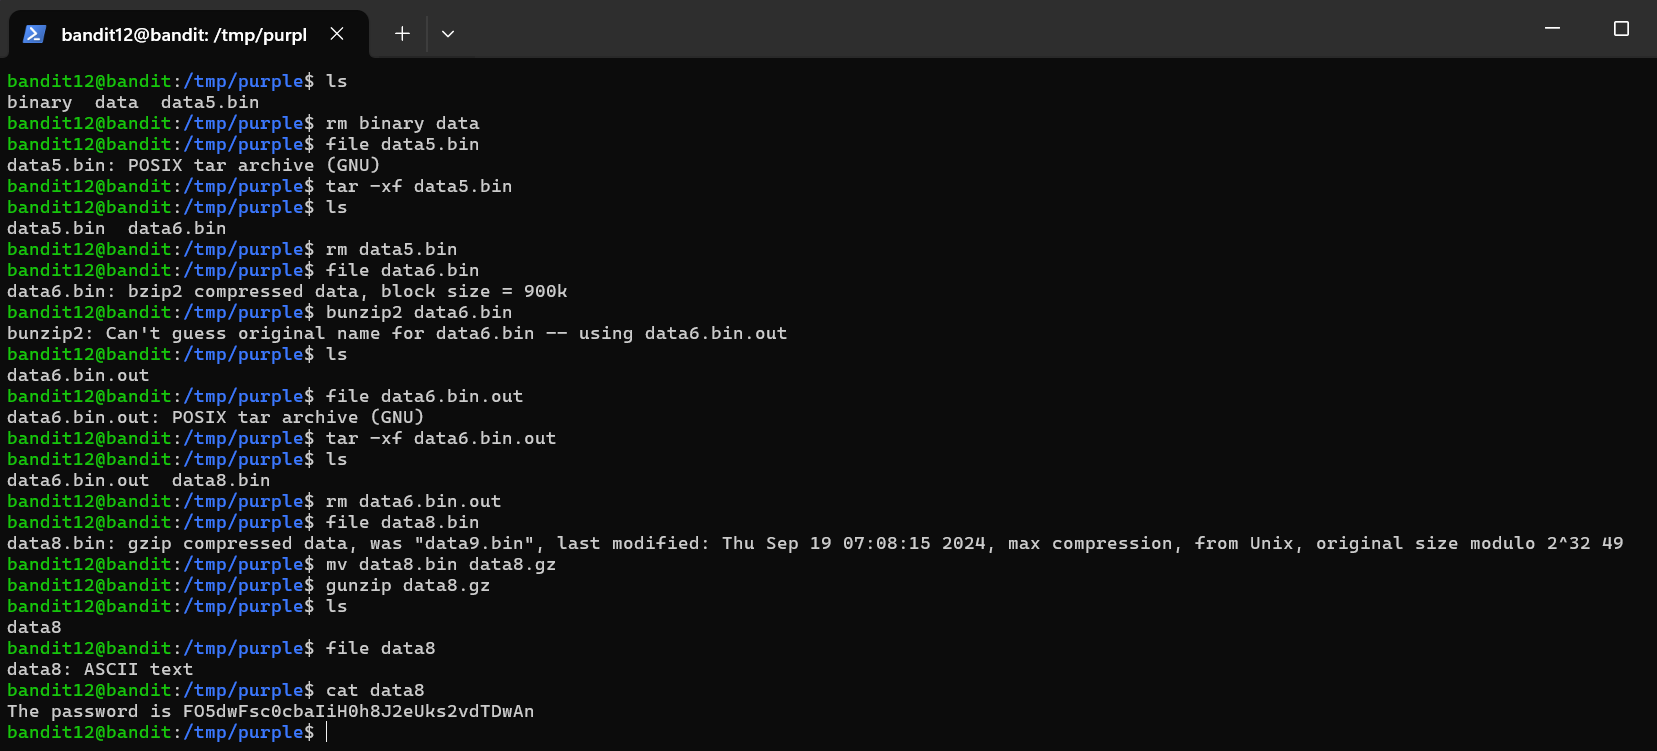 bandit12@bandit: /tmp/purpl
bandit12@bandit:/tmp/purple$ ls
binary  data  data5.bin
bandit12@bandit:/tmp/purple$ rm binary data
bandit12@bandit:/tmp/purple$ file data5.bin
data5.bin: POSIX tar archive (GNU)
bandit12@bandit:/tmp/purple$ tar -xf data5.bin
bandit12@bandit:/tmp/purple$ ls
data5.bin  data6.bin
bandit12@bandit:/tmp/purple$ rm data5.bin
bandit12@bandit:/tmp/purple$ file data6.bin
data6.bin: bzip2 compressed data, block size = 900k
bandit12@bandit:/tmp/purple$ bunzip2 data6.bin
bunzip2: Can't guess original name for data6.bin -- using data6.bin.out
bandit12@bandit:/tmp/purple$ ls
data6.bin.out
bandit12@bandit:/tmp/purple$ file data6.bin.out
data6.bin.out: POSIX tar archive (GNU)
bandit12@bandit:/tmp/purple$ tar -xf data6.bin.out
bandit12@bandit:/tmp/purple$ ls
data6.bin.out  data8.bin
bandit12@bandit:/tmp/purple$ rm data6.bin.out
bandit12@bandit:/tmp/purple$ file data8.bin
data8.bin: gzip compressed data, was "data9.bin", last modified: Thu Sep 19 07:08:15 2024, max compression, from Unix, original size modulo 2^32 49
bandit12@bandit:/tmp/purple$ mv data8.bin data8.gz
bandit12@bandit:/tmp/purple$ gunzip data8.gz
bandit12@bandit:/tmp/purple$ ls
data8
bandit12@bandit:/tmp/purple$ file data8
data8: ASCII text
bandit12@bandit:/tmp/purple$ cat data8
The password is FO5dwFsc0cbaIiH0h8J2eUks2vdTDwAn
bandit12@bandit:/tmp/purple$